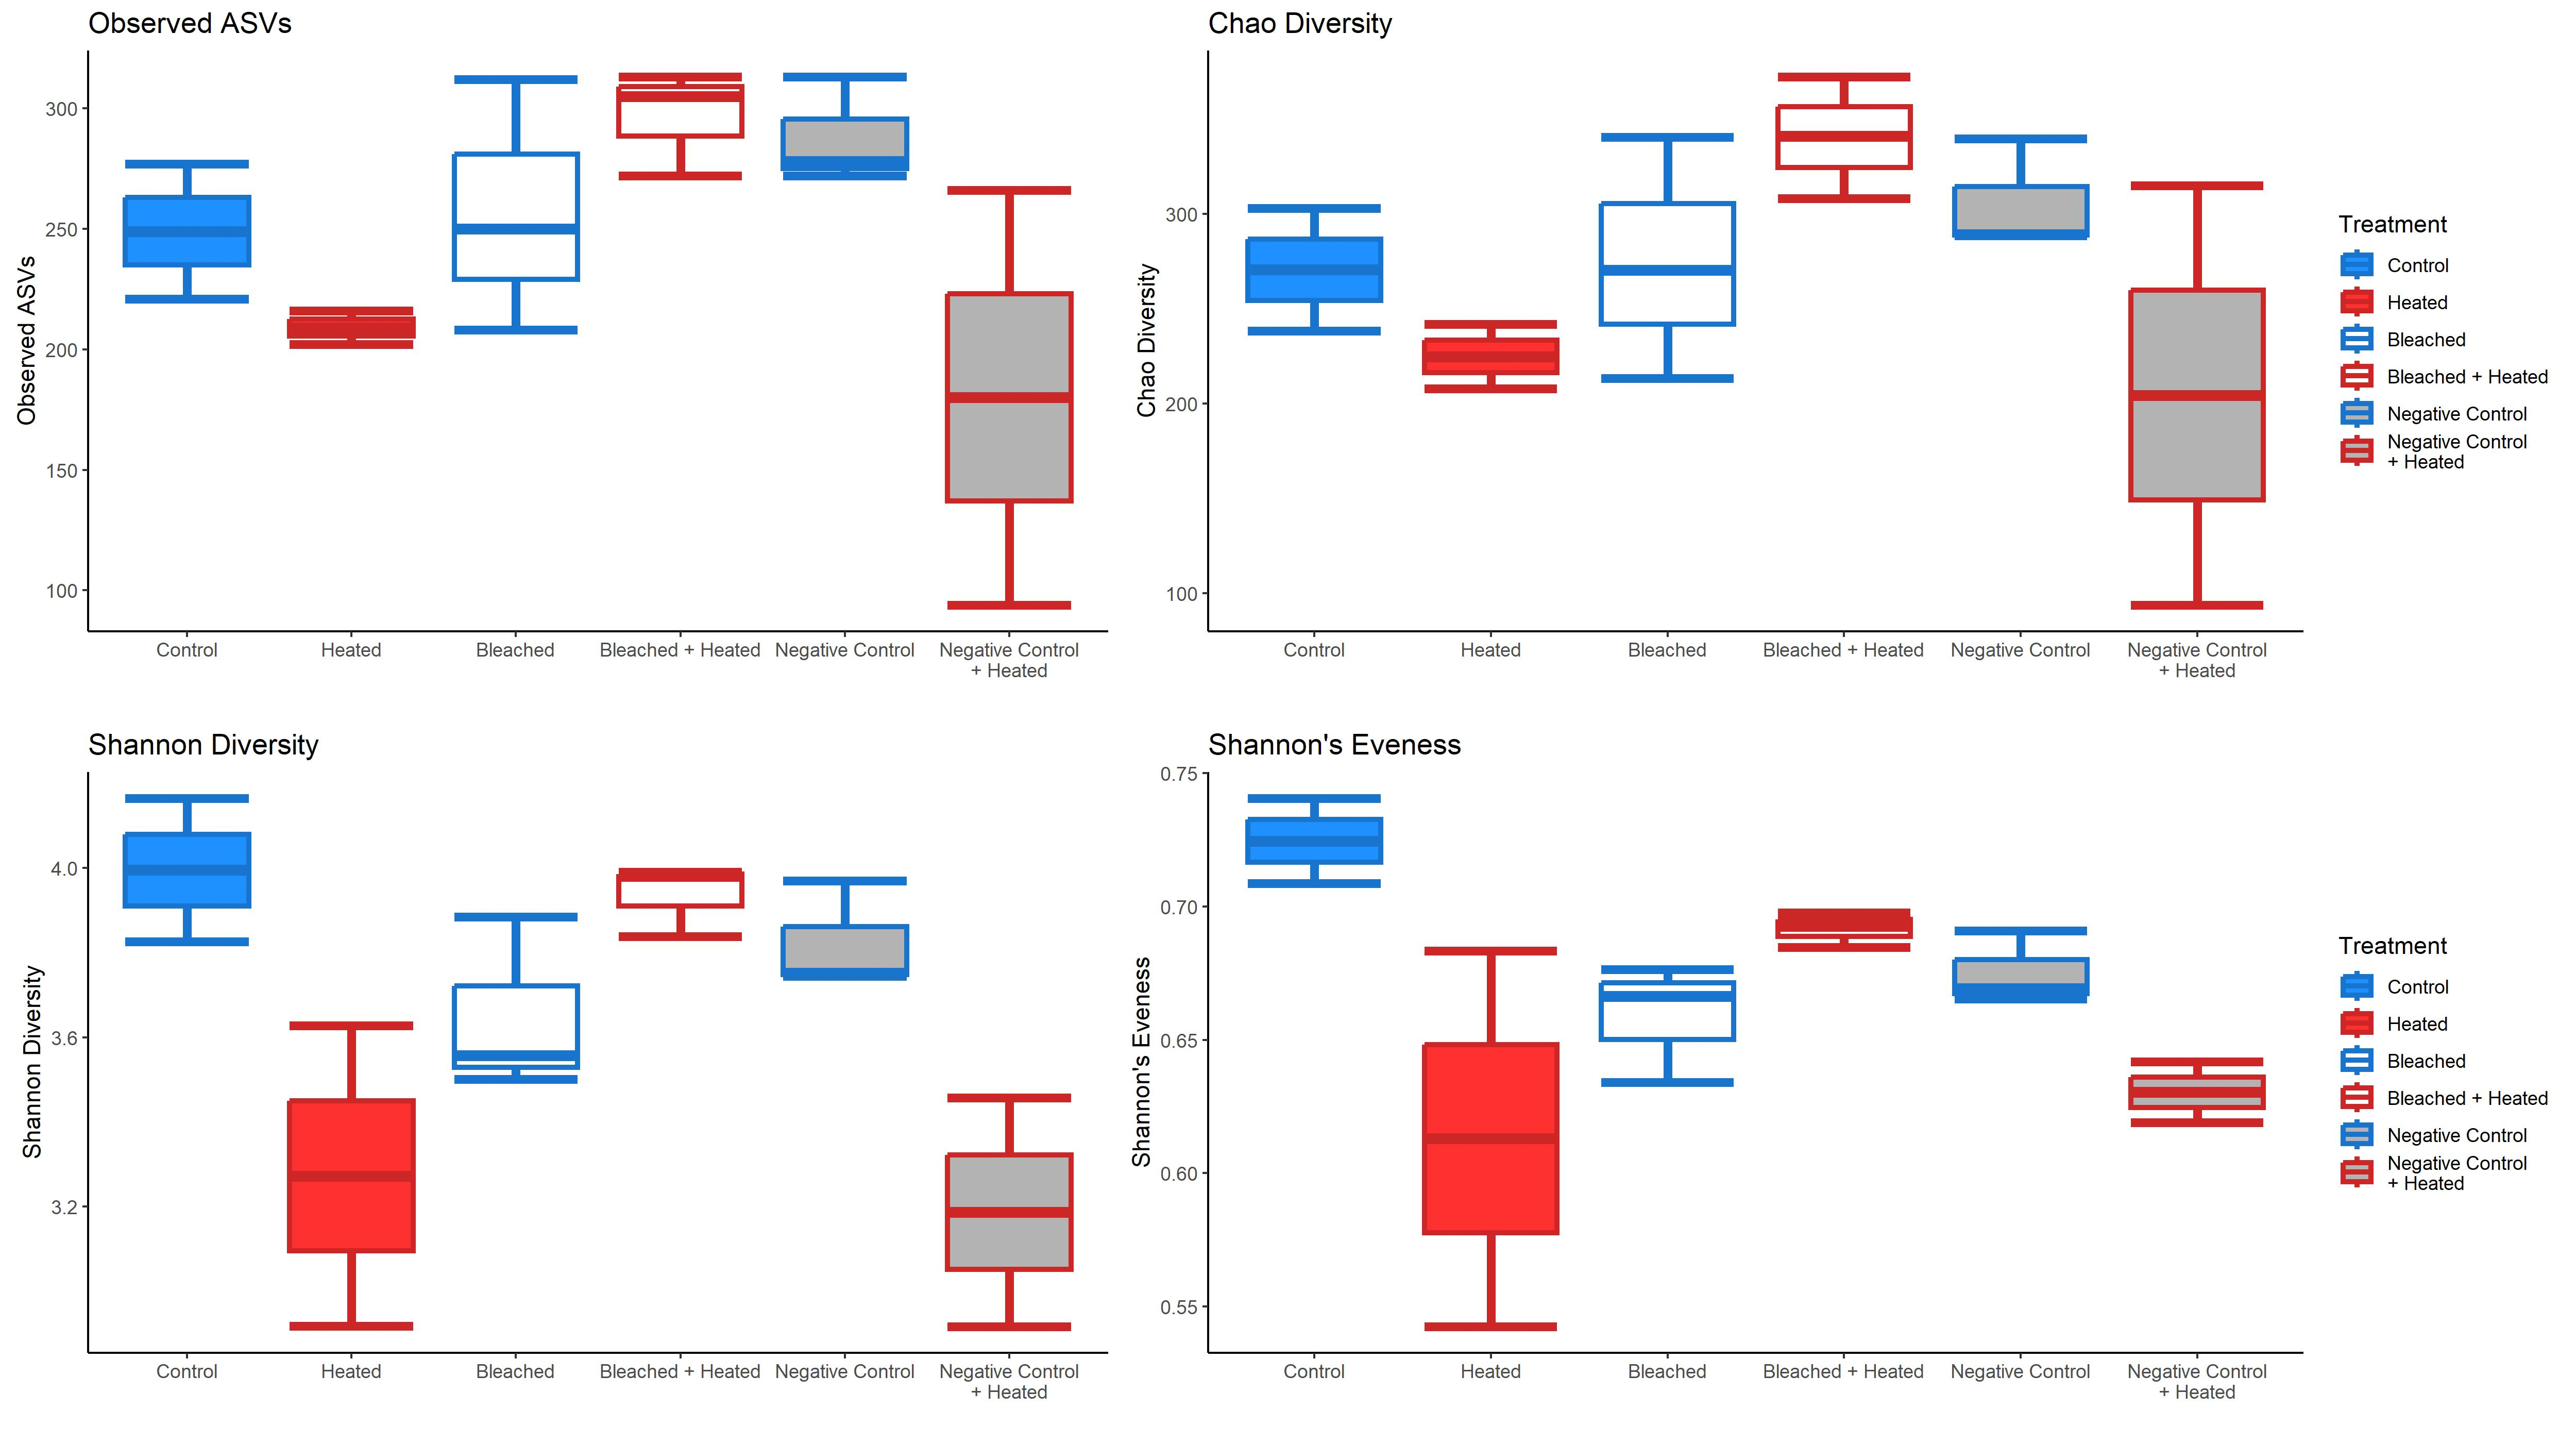 Observed ASVs
Observed ASVs
300
250
200
150
100
Control
Heated
Bleached
Bleached + Heated
Negative Control
Negative Control
+ Heated
Chao Diversity
Chao Diversity
300
200
100
Control
Heated
Bleached
Bleached + Heated
Negative Control
Negative Control
+ Heated
Treatment
Control
Heated
Bleached
Bleached + Heated
Negative Control
Negative Control
+ Heated
Shannon Diversity
Shannon Diversity
4.0
3.6
3.2
Control
Heated
Bleached
Bleached + Heated
Negative Control
Negative Control
+ Heated
Shannon's Eveness
Shannon's Eveness
0.75
0.70
0.65
0.60
0.55
Control
Heated
Bleached
Bleached + Heated
Negative Control
Negative Control
+ Heated
Treatment
Control
Heated
Bleached
Bleached + Heated
Negative Control
Negative Control
+ Heated